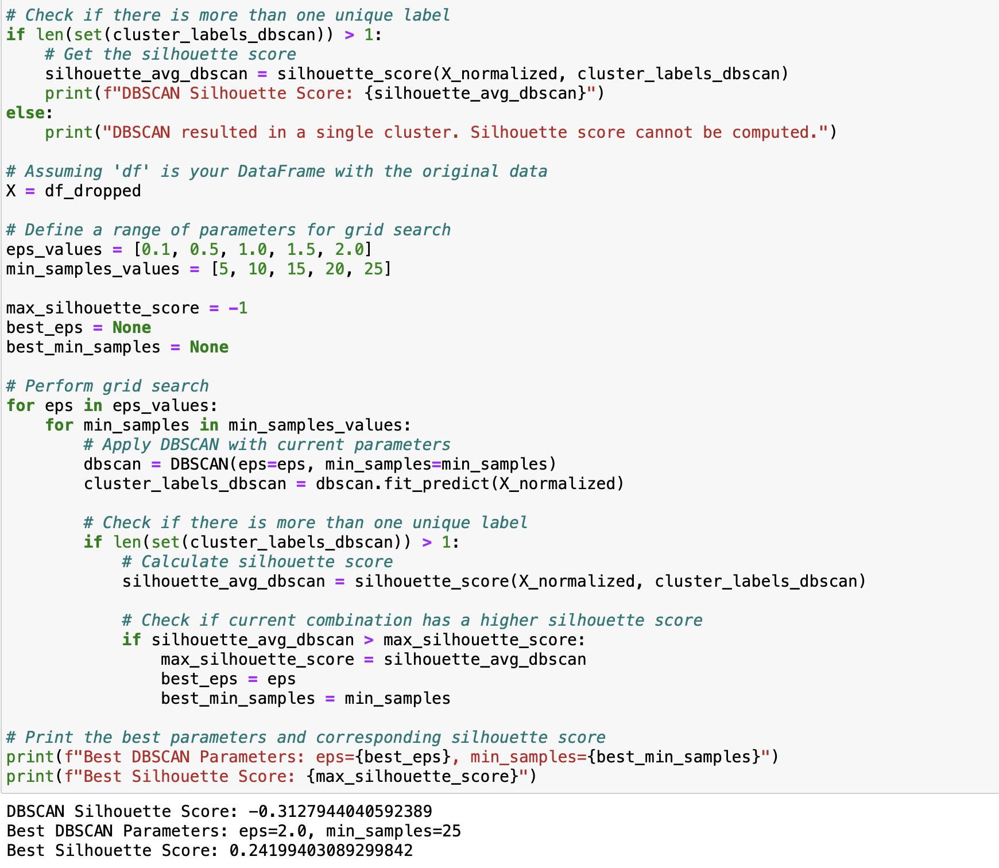 # Check if there is more than one unique label
if len(set(cluster_labels_dbscan)) > 1:
    # Get the silhouette score
    silhouette_avg_dbscan = silhouette_score(X_normalized, cluster_labels_dbscan)
    print(f"DBSCAN Silhouette Score: {silhouette_avg_dbscan}")
else:
    print("DBSCAN resulted in a single cluster. Silhouette score cannot be computed.")

# Assuming 'df' is your DataFrame with the original data
X = df_dropped

# Define a range of parameters for grid search
eps_values = [0.1, 0.5, 1.0, 1.5, 2.0]
min_samples_values = [5, 10, 15, 20, 25]

max_silhouette_score = -1
best_eps = None
best_min_samples = None

# Perform grid search
for eps in eps_values:
    for min_samples in min_samples_values:
        # Apply DBSCAN with current parameters
        dbscan = DBSCAN(eps=eps, min_samples=min_samples)
        cluster_labels_dbscan = dbscan.fit_predict(X_normalized)

        # Check if there is more than one unique label
        if len(set(cluster_labels_dbscan)) > 1:
            # Calculate silhouette score
            silhouette_avg_dbscan = silhouette_score(X_normalized, cluster_labels_dbscan)

            # Check if current combination has a higher silhouette score
            if silhouette_avg_dbscan > max_silhouette_score:
                max_silhouette_score = silhouette_avg_dbscan
                best_eps = eps
                best_min_samples = min_samples

# Print the best parameters and corresponding silhouette score
print(f"Best DBSCAN Parameters: eps={best_eps}, min_samples={best_min_samples}")
print(f"Best Silhouette Score: {max_silhouette_score}")

DBSCAN Silhouette Score: -0.3127944040592389
Best DBSCAN Parameters: eps=2.0, min_samples=25
Best Silhouette Score: 0.24199403089299842